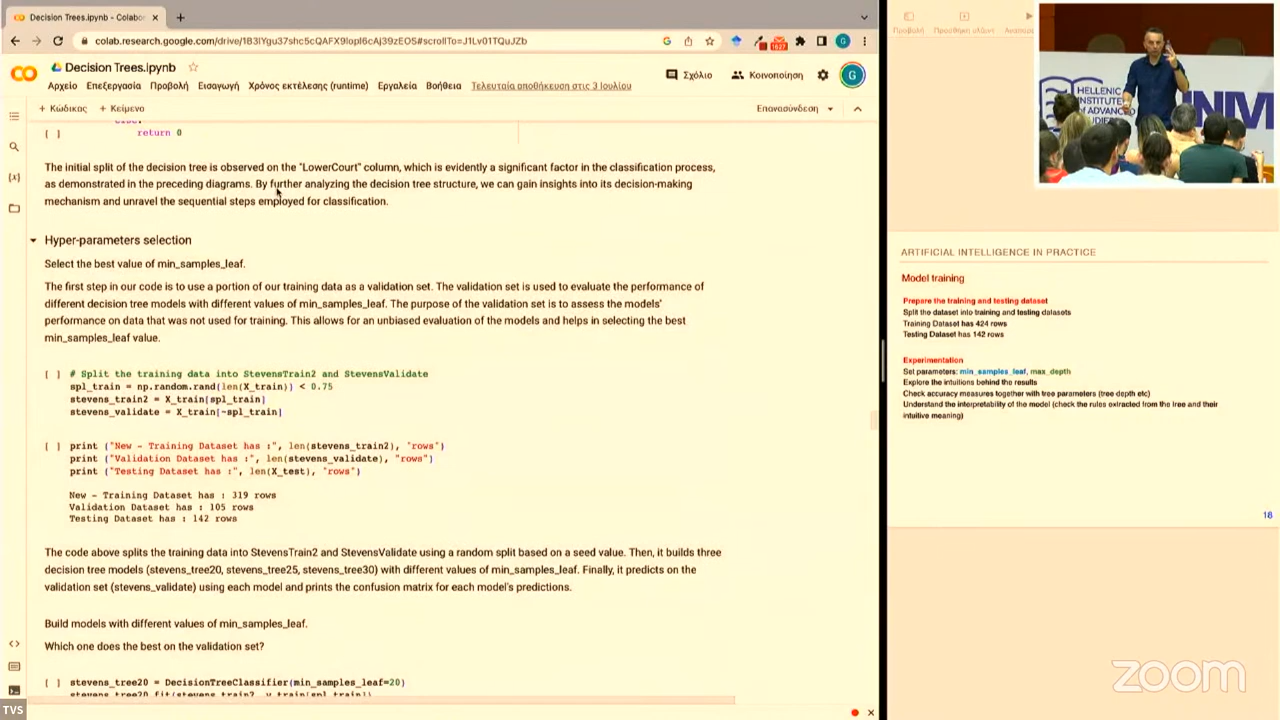 Decision Trees.ipynb - Colabo
colab.research.google.com/drive/1B3IYgu37shc5cQAFX9lopl6cAj39zEOS#scrollTo=J1Lv01TQuJZb
Decision Trees.ipynb
Αρχείο Επεξεργασία Προβολή Εισαγωγή Χρόνος εκτέλεσης (runtime) Εργαλεία Βοήθεια Τελευταία αποθήκευση στις 3 Ιουλίου
Σχόλιο Κοινοποίηση G
+ Κώδικας + Κείμενο
Επανασύνδεση
else:
[ ] return 0
The initial split of the decision tree is observed on the "LowerCourt" column, which is evidently a significant factor in the classification process,
as demonstrated in the preceding diagrams. By further analyzing the decision tree structure, we can gain insights into its decision-making
mechanism and unravel the sequential steps employed for classification.
Hyper-parameters selection
Select the best value of min_samples_leaf.
The first step in our code is to use a portion of our training data as a validation set. The validation set is used to evaluate the performance of
different decision tree models with different values of min_samples_leaf. The purpose of the validation set is to assess the models'
performance on data that was not used for training. This allows for an unbiased evaluation of the models and helps in selecting the best
min_samples_leaf value.
[ ] # Split the training data into StevensTrain2 and StevensValidate
spl_train = np.random.rand(len(X_train)) < 0.75
stevens_train2 = X_train[spl_train]
stevens_validate = X_train[~spl_train]
[ ] print ("New - Training Dataset has :", len(stevens_train2), "rows")
print ("Validation Dataset has :", len(stevens_validate), "rows")
print ("Testing Dataset has :", len(X_test), "rows")
New - Training Dataset has : 319 rows
Validation Dataset has : 105 rows
Testing Dataset has : 142 rows
The code above splits the training data into StevensTrain2 and StevensValidate using a random split based on a seed value. Then, it builds three
decision tree models (stevens_tree20, stevens_tree25, stevens_tree30) with different values of min_samples_leaf. Finally, it predicts on the
validation set (stevens_validate) using each model and prints the confusion matrix for each model's predictions.
Build models with different values of min_samples_leaf.
Which one does the best on the validation set?
[ ] stevens_tree20 = DecisionTreeClassifier(min_samples_leaf=20)
stevens_tree20.fit(stevens_train2, y_train[spl_train])
TVS
Προβολή Προσθήκη υλικού
HELLENIC
INSTITUTE
OF ADVANCED
UNIV
ARTIFICIAL INTELLIGENCE IN PRACTICE
Model training
Prepare the training and testing dataset
Split the dataset into training and testing datasets
Training Dataset has 424 rows
Testing Dataset has 142 rows
Experimentation
Set parameters: min_samples_leaf, max_depth
Explore the intuitions behind the results
Check accuracy measures together with tree parameters (tree depth etc)
Understand the interpretability of the model (check the rules extracted from the tree and their
intuitive meaning)
18
zoom